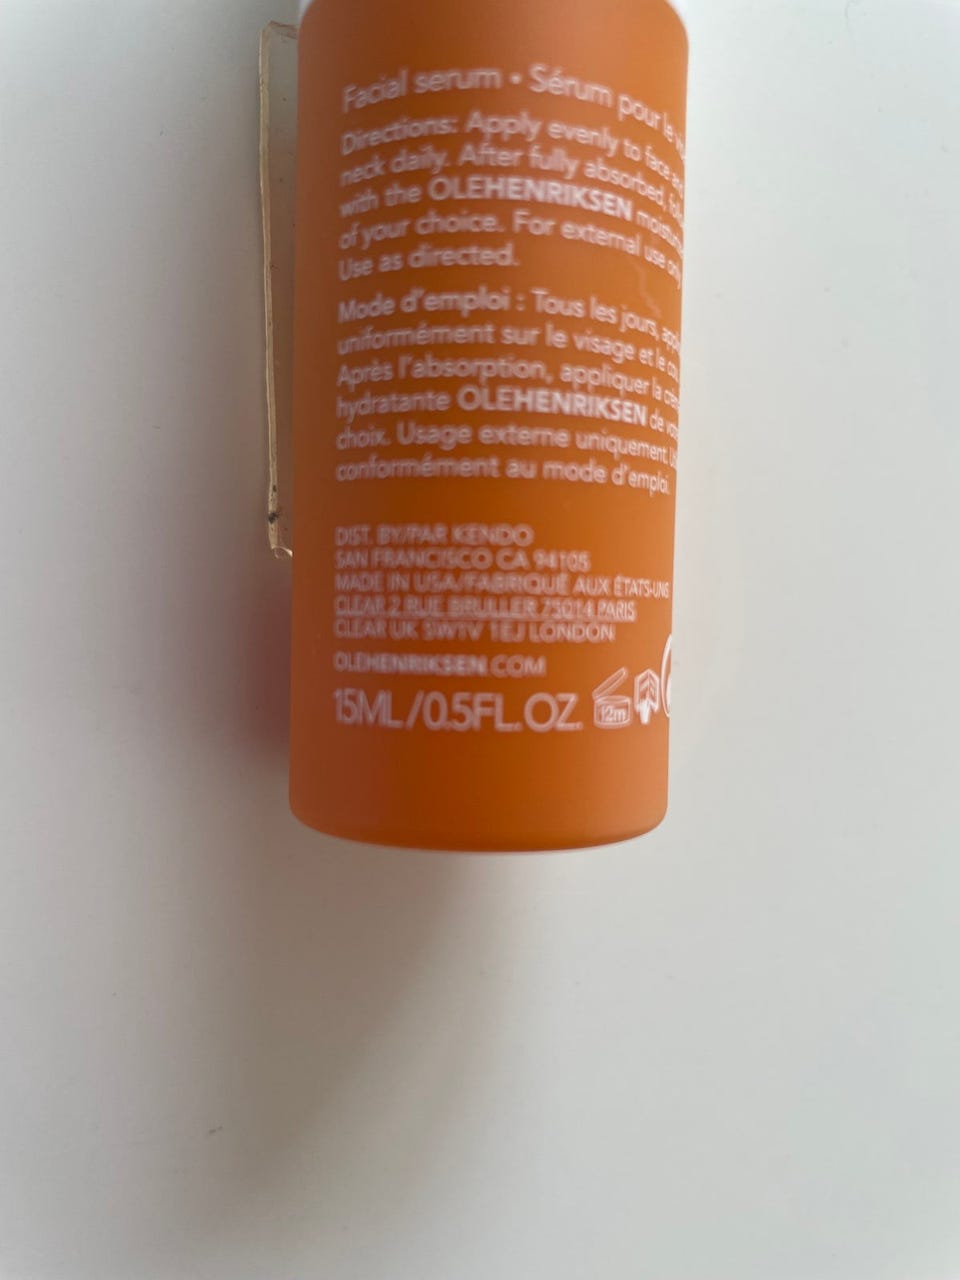 Facial serum • Sérum pour le
Directions: Apply evenly to face and
neck daily. After fully absorbed,
with the OLEHENRIKSEN
of your choice. For external use only
Use as directed.
Mode d'emploi : Tous les jours,
uniformément sur le visage et le
Après l'absorption, appliquer la
hydratante OLEHENRIKSEN de
choix. Usage externe uniquement.
conformément au mode d'emploi.
DIST. BY/PAR KENDO
SAN FRANCISCO CA 94105
MADE IN USA/FABRIQUÉ AUX ÉTATS-UNIS
CLEAR 2 RUE BRULLER 75014 PARIS
CLEAR UK SW1V 1EJ LONDON
OLEHENRIKSEN.COM
15ML/0.5FL.OZ. 12m